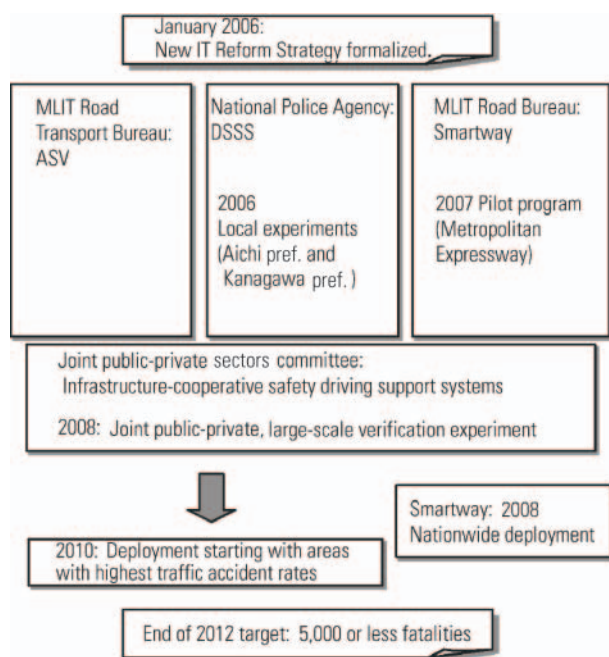 January 2006:
New IT Reform Strategy formalized.
MLIT Road
Transport Bureau:
ASV
National Police Agency:
DSSS
2006
Local experiments
(Aichi pref. and
Kanagawa pref. )
MLIT Road Bureau:
Smartway
2007 Pilot program
(Metropolitan
Expressway)
Joint public-private sectors committee:
Infrastructure-cooperative safety driving support systems
2008: Joint public-private, large-scale verification experiment
Smartway: 2008
Nationwide deployment
2010: Deployment starting with areas
with highest traffic accident rates
End of 2012 target: 5,000 or less fatalities